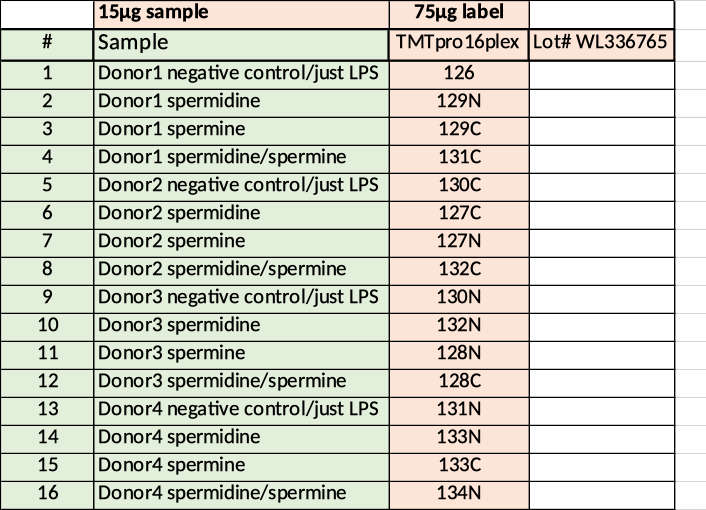 15µg sample 75µg label
# Sample TMTpro16plex Lot# WL336765
1 Donor1 negative control/just LPS 126
2 Donor1 spermidine 129N
3 Donor1 spermine 129C
4 Donor1 spermidine/spermine 131C
5 Donor2 negative control/just LPS 130C
6 Donor2 spermidine 127C
7 Donor2 spermine 127N
8 Donor2 spermidine/spermine 132C
9 Donor3 negative control/just LPS 130N
10 Donor3 spermidine 132N
11 Donor3 spermine 128N
12 Donor3 spermidine/spermine 128C
13 Donor4 negative control/just LPS 131N
14 Donor4 spermidine 133N
15 Donor4 spermine 133C
16 Donor4 spermidine/spermine 134N